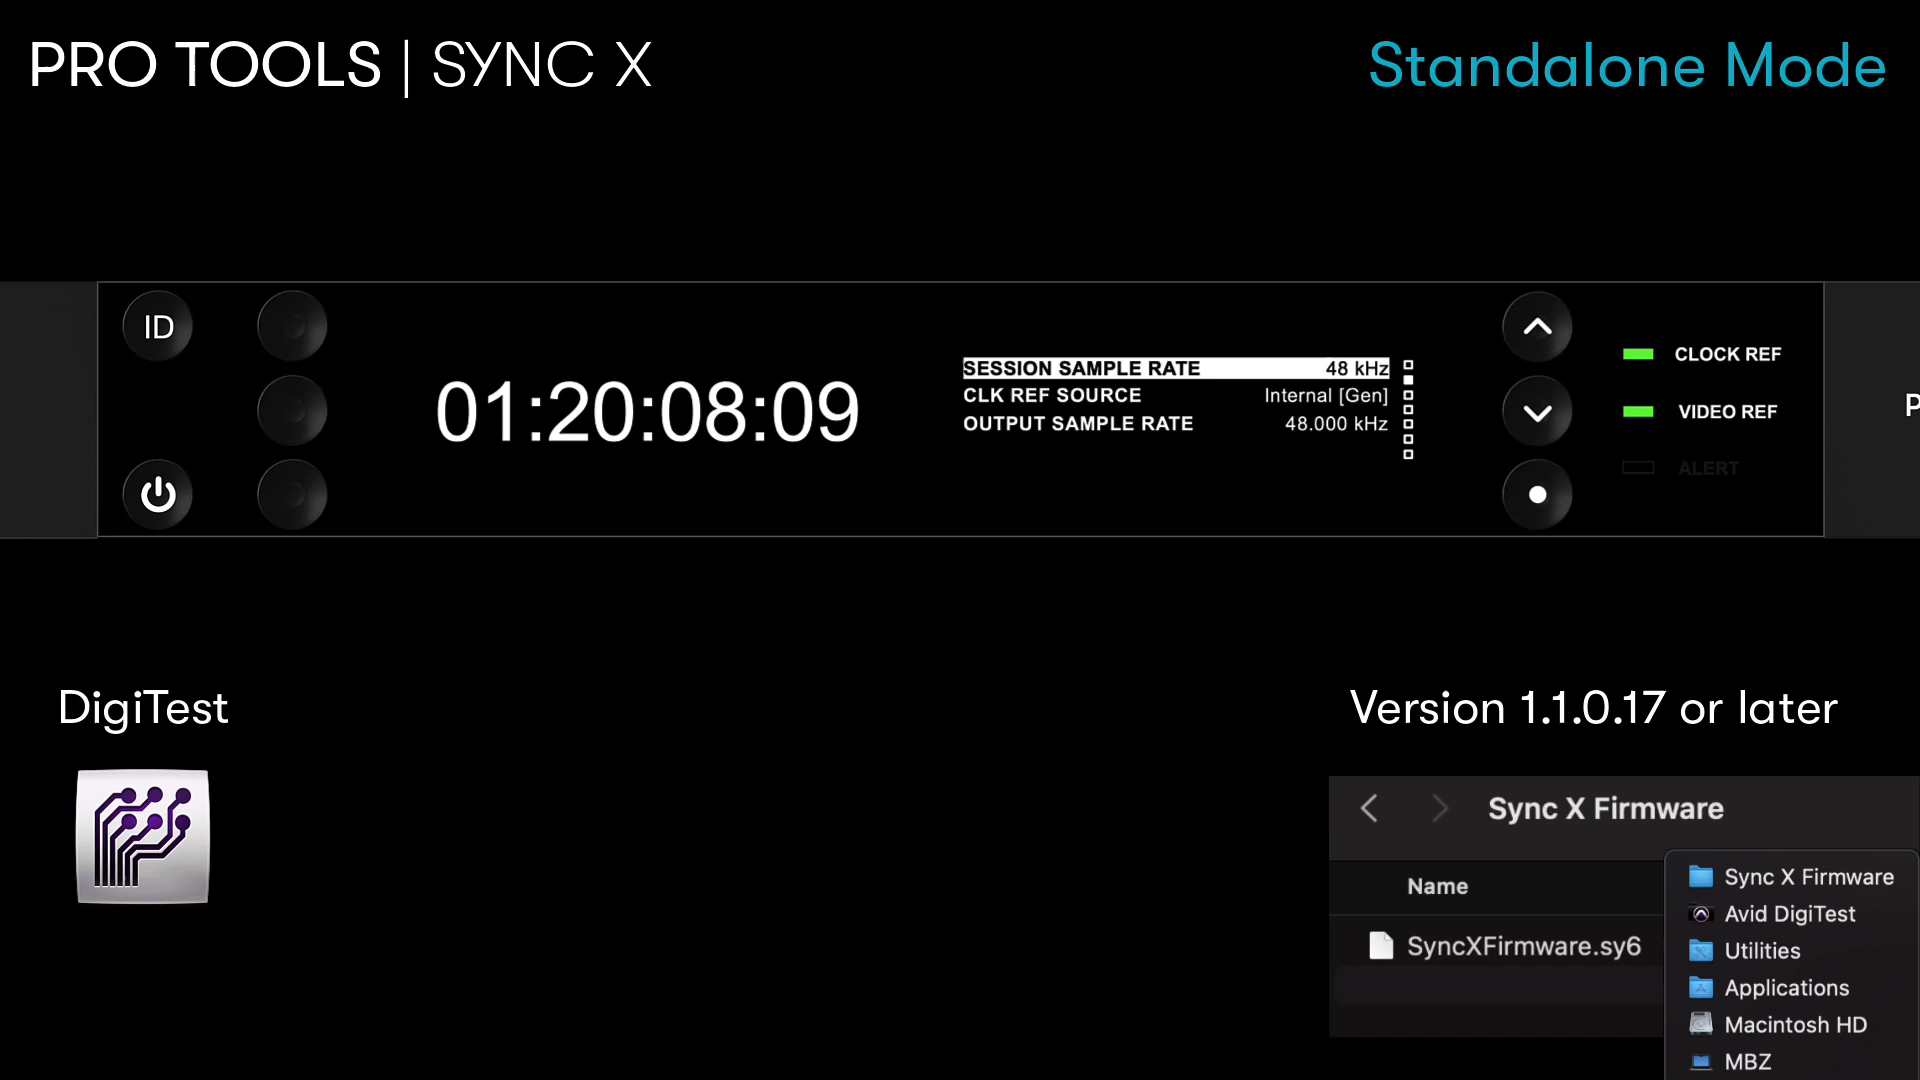 PRO TOOLS | SYNC X
Standalone Mode
ID
01:20:08:09
SESSION SAMPLE RATE 48 kHz
CLK REF SOURCE Internal [Gen]
OUTPUT SAMPLE RATE 48.000 kHz
CLOCK REF
VIDEO REF
ALERT
P
DigiTest
Version 1.1.0.17 or later
Sync X Firmware
Name
SyncXFirmware.sy6
Sync X Firmware
Avid DigiTest
Utilities
Applications
Macintosh HD
MBZ